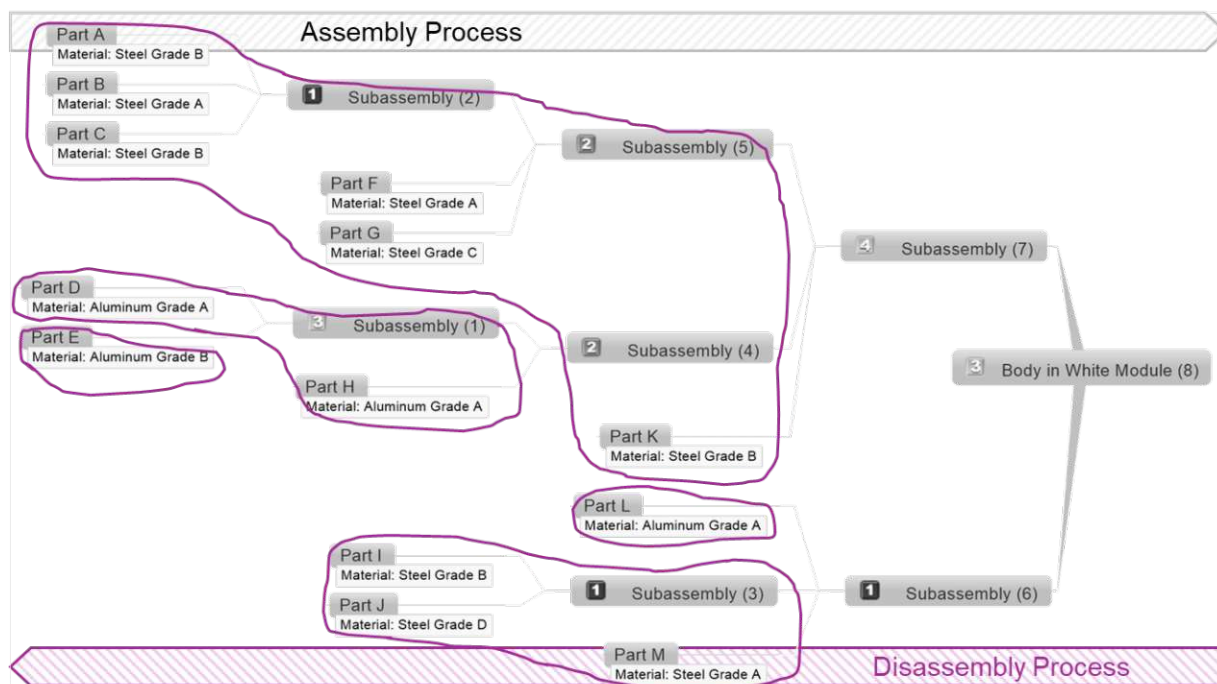 Assembly Process
Part A
Material: Steel Grade B
Part B
Material: Steel Grade A
1 Subassembly (2)
Part C
Material: Steel Grade B
2 Subassembly (5)
Part F
Material: Steel Grade A
Part G
Material: Steel Grade C
4 Subassembly (7)
Part D
Material: Aluminum Grade A
3 Subassembly (1)
Part E
Material: Aluminum Grade B
2 Subassembly (4)
Part H
Material: Aluminum Grade A
3 Body in White Module (8)
Part K
Material: Steel Grade B
Part L
Material: Aluminum Grade A
Part I
Material: Steel Grade B
1 Subassembly (3)
1 Subassembly (6)
Part J
Material: Steel Grade D
Part M
Material: Steel Grade A
Disassembly Process